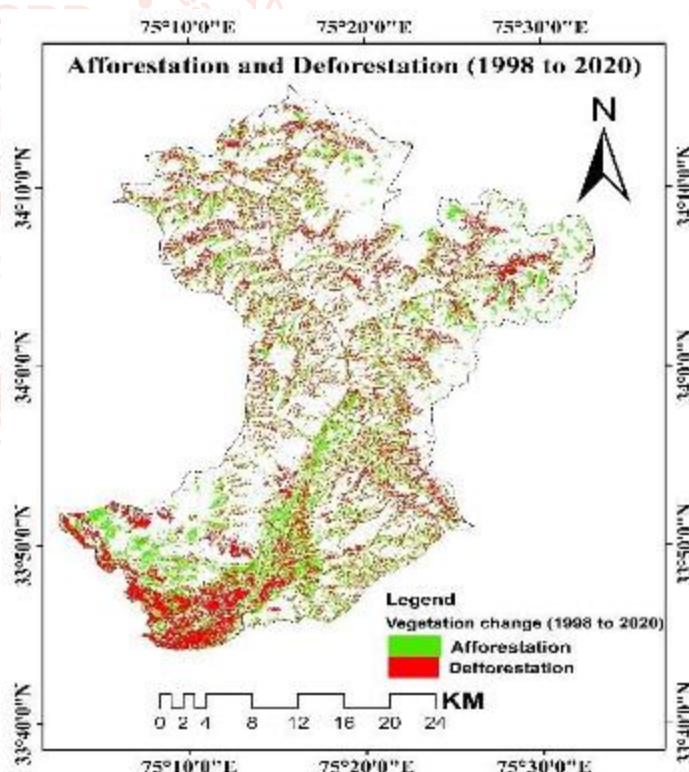 75°10'0"E 75°20'0"E 75°30'0"E
Afforestation and Deforestation (1998 to 2020)
N
34°10'0"N
34°10'0"N
34°0'0"N
34°0'0"N
33°50'0"N
33°50'0"N
Legend
Vegetation change (1998 to 2020)
Afforestation
Defforestation
KM
0 2 4 8 12 16 20 24
33°40'0"N
33°40'0"N
75°10'0"E 75°20'0"E 75°30'0"E